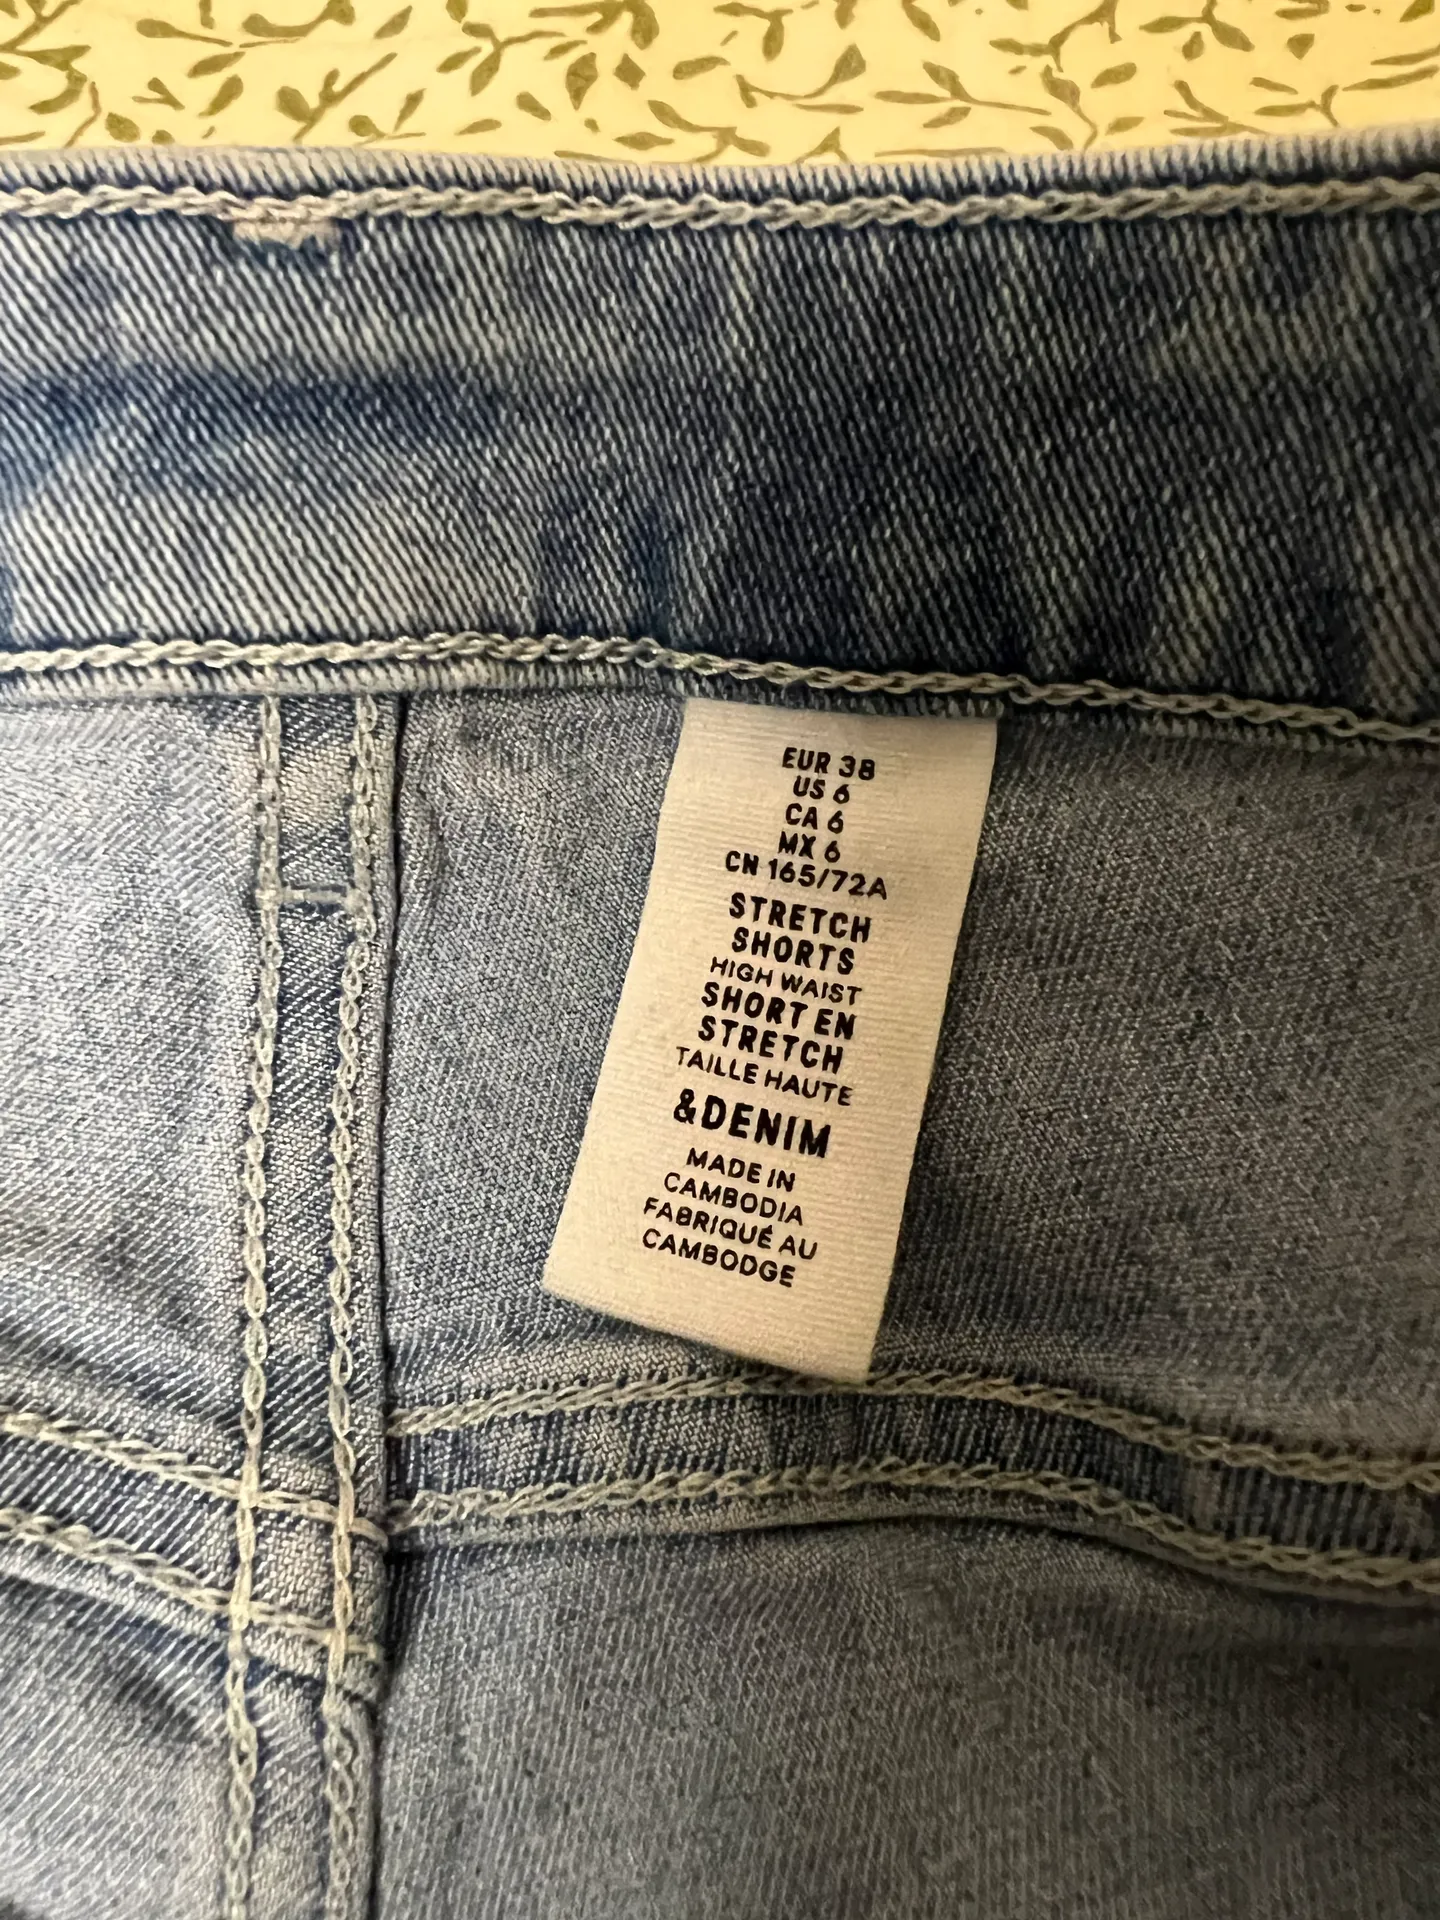 EUR 38
US 6
CA 6
MX 6
CN 165/72A
STRETCH
SHORTS
HIGH WAIST
SHORT EN
STRETCH
TAILLE HAUTE
&DENIM
MADE IN
CAMBODIA
FABRIQUÉ AU
CAMBODGE